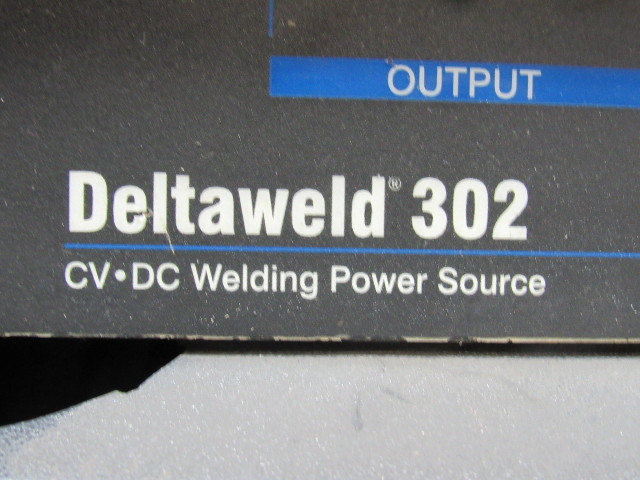 OUTPUT
Deltaweld® 302
CV•DC Welding Power Source